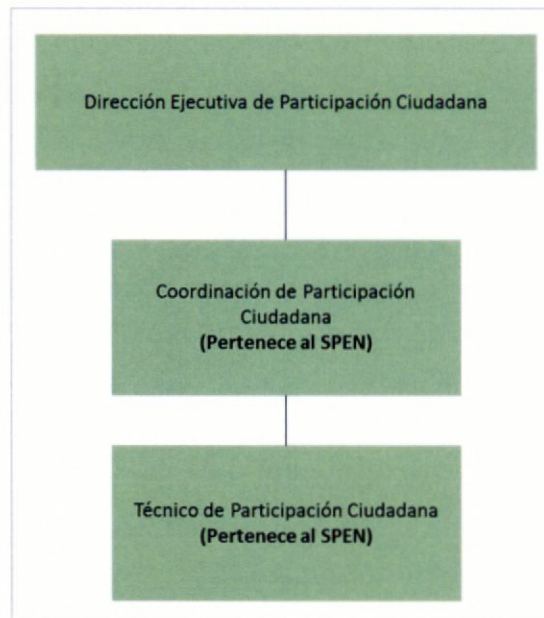 Dirección Ejecutiva de Participación Ciudadana
Coordinación de Participación
Ciudadana
(Pertenece al SPEN)
Técnico de Participación Ciudadana
(Pertenece al SPEN)